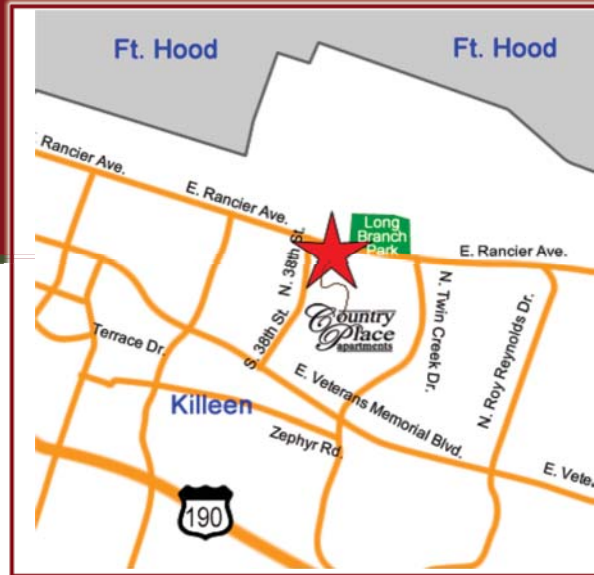 Ft. Hood
Ft. Hood
E. Rancier Ave.
E. Rancier Ave.
Long
Branch
Park
E. Rancier Ave.
N. 38th St.
S. 38th St.
Country
Place
apartments
N. Twin Creek Dr.
N. Roy Reynolds Dr.
Terrace Dr.
E. Veterans Memorial Blvd.
Killeen
Zephyr Rd.
E. Vete
190